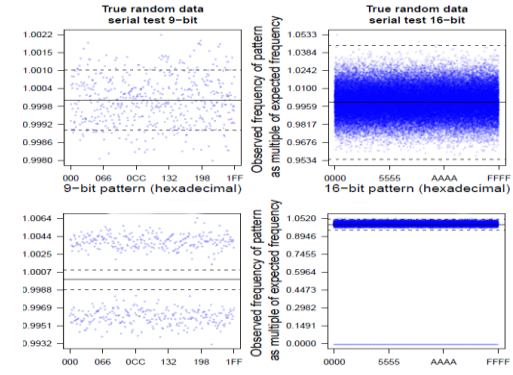 True random data
serial test 9-bit
1.0022
1.0015
1.0010
1.0004
0.9998
0.9992
0.9986
0.9980
000 066 0CC 132 198 1FF
9-bit pattern (hexadecimal)
True random data
serial test 16-bit
Observed frequency of pattern
as multiple of expected frequency
1.0533
1.0384
1.0242
1.0100
0.9959
0.9817
0.9676
0.9534
0000 5555 AAAA FFFF
16-bit pattern (hexadecimal)
1.0064
1.0044
1.0025
1.0007
0.9988
0.9969
0.9951
0.9932
000 066 0CC 132 198 1FF
Observed frequency of pattern
as multiple of expected frequency
1.0520
0.8946
0.7455
0.5964
0.4473
0.2982
0.1491
0.0000
0000 5555 AAAA FFFF